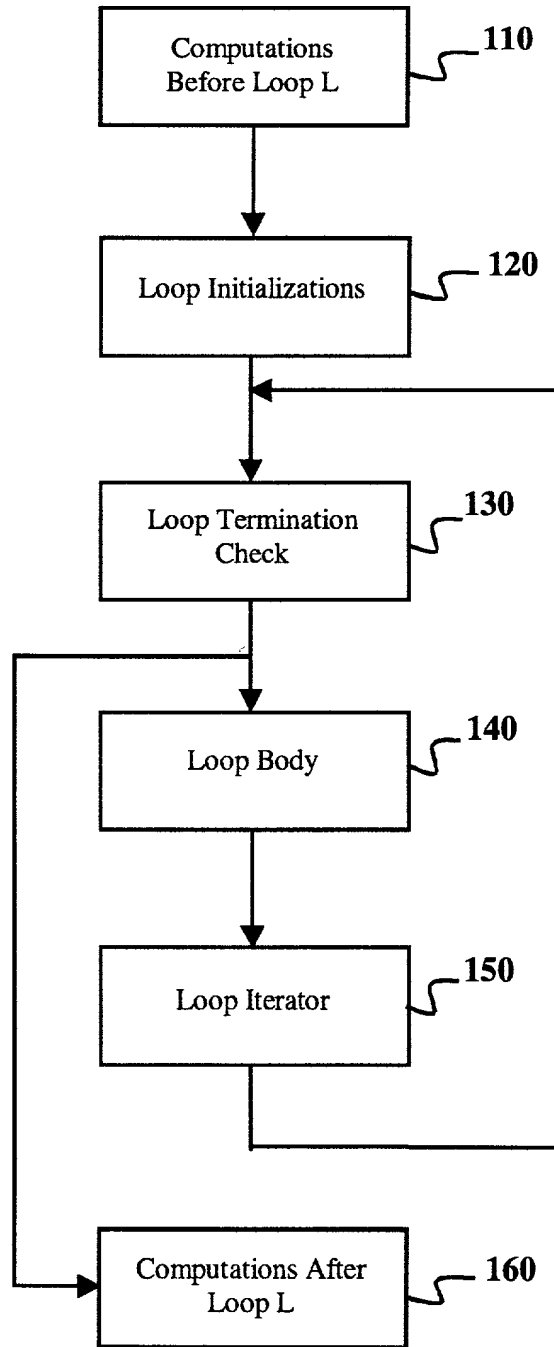 Computations
Before Loop L
110
Loop Initializations
120
Loop Termination
Check
130
Loop Body
140
Loop Iterator
150
Computations After
Loop L
160